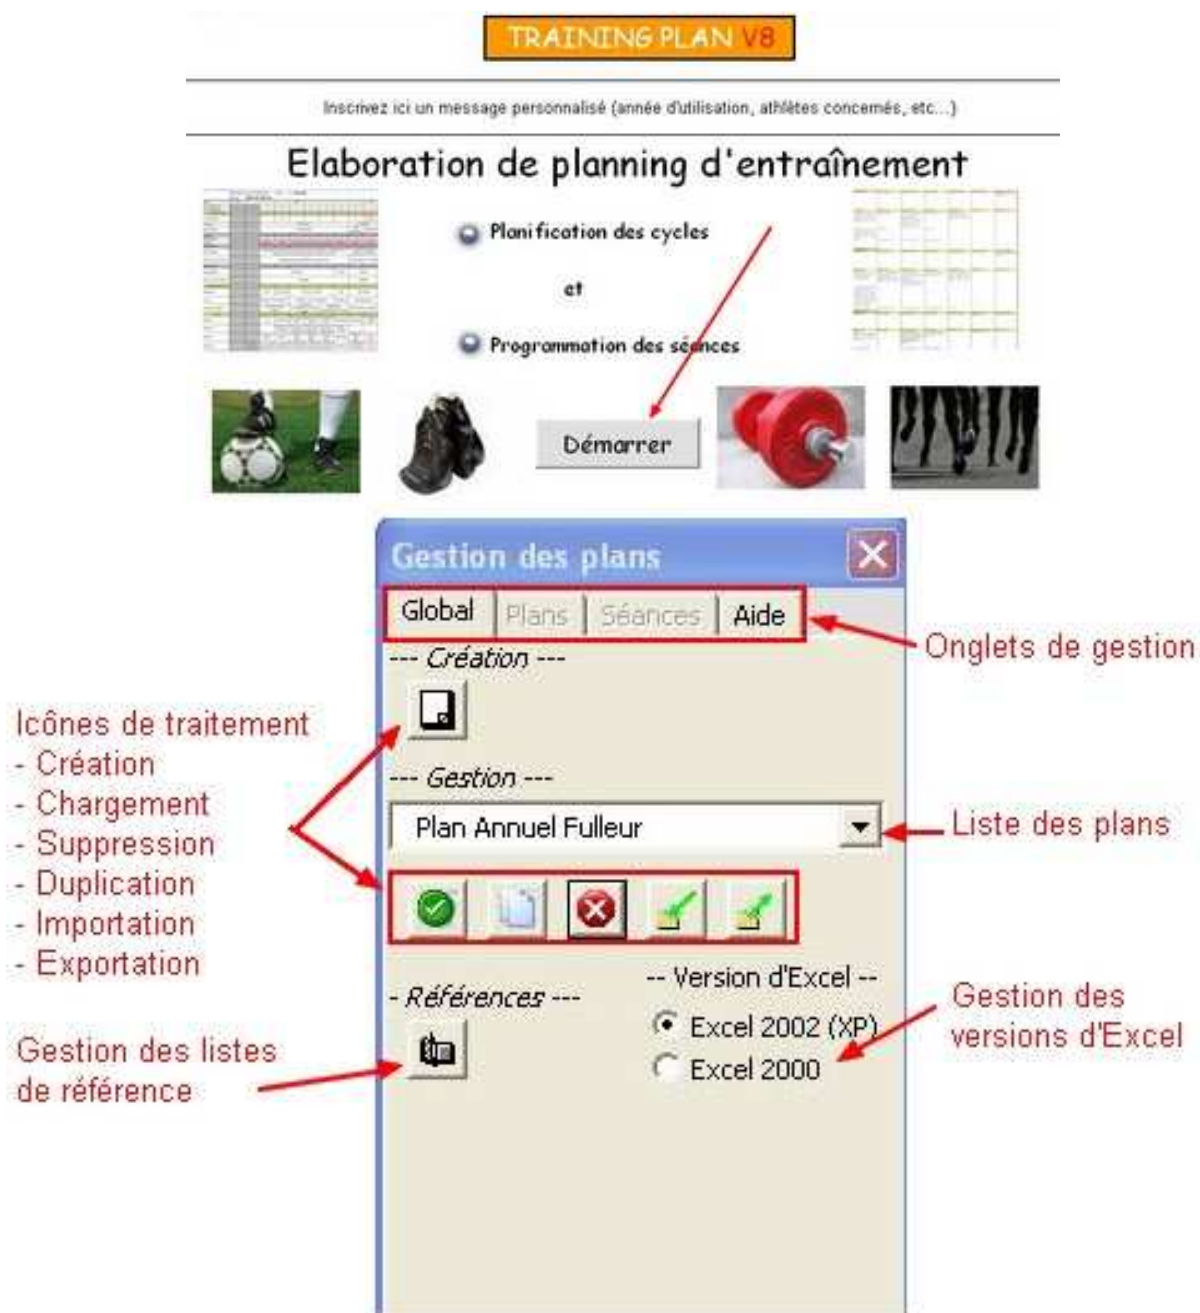 TRAINING PLAN V8
Inscrivez ici un message personnalisé (année d'utilisation, athlètes concernés, etc...)
Elaboration de planning d'entraînement
Planification des cycles
et
Programmation des séances
Démarrer
Gestion des plans
Global Plans Séances Aide
Onglets de gestion
--- Création ---
Icônes de traitement
- Création
- Chargement
- Suppression
- Duplication
- Importation
- Exportation
--- Gestion ---
Plan Annuel Fulleur
Liste des plans
- Références ---
-- Version d'Excel --
Excel 2002 (XP)
Excel 2000
Gestion des
versions d'Excel
Gestion des listes
de référence